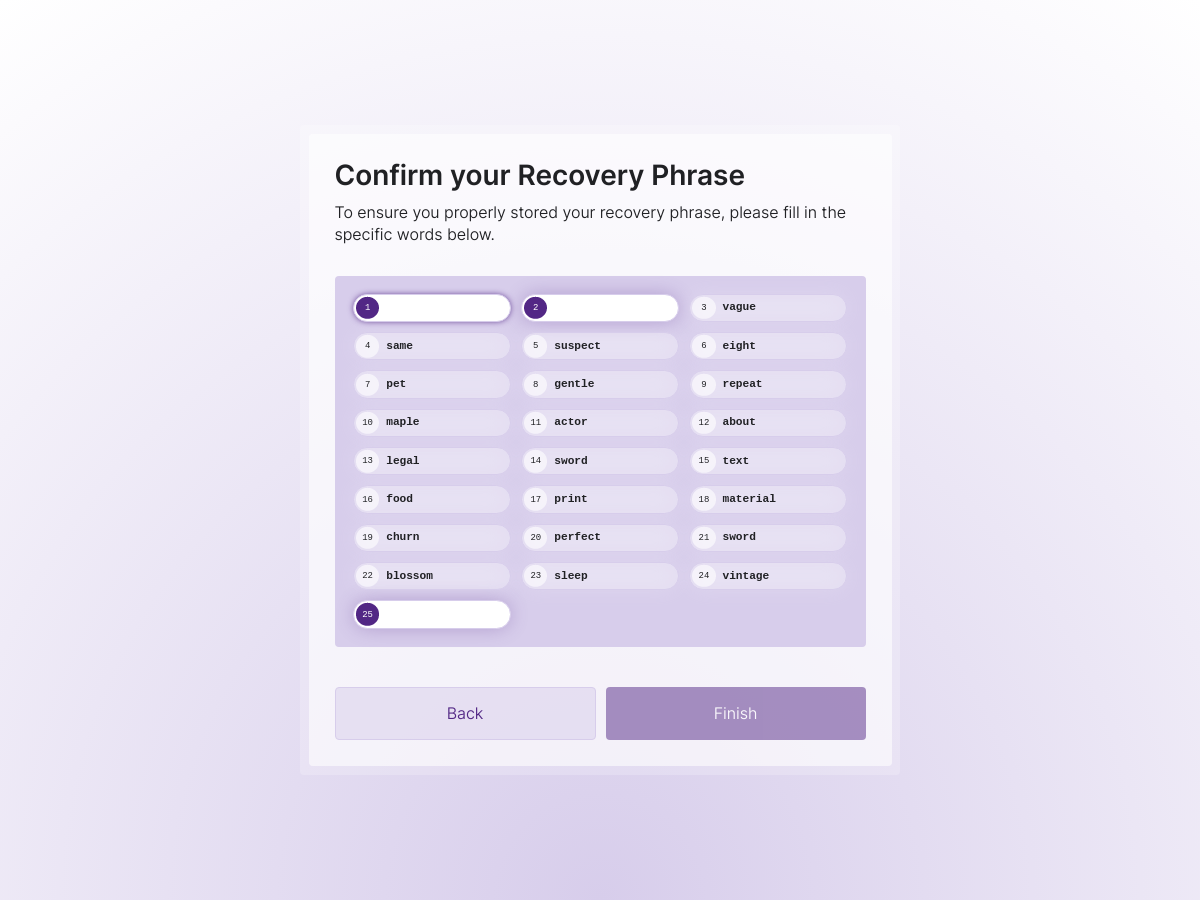 Confirm your Recovery Phrase
To ensure you properly stored your recovery phrase, please fill in the
specific words below.
1 2 3 vague
4 same 5 suspect 6 eight
7 pet 8 gentle 9 repeat
10 maple 11 actor 12 about
13 legal 14 sword 15 text
16 food 17 print 18 material
19 churn 20 perfect 21 sword
22 blossom 23 sleep 24 vintage
25
Back Finish